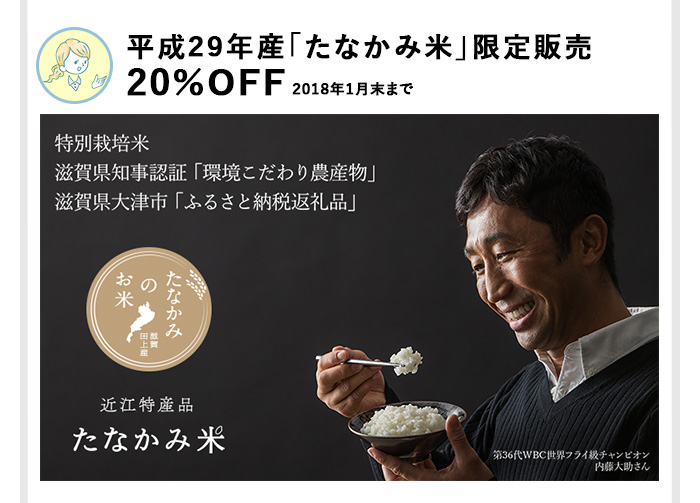 平成29年産「たなかみ米」限定販売
20%OFF 2018年1月末まで
特別栽培米
滋賀県知事認証「環境こだわり農産物」
滋賀県大津市「ふるさと納税返礼品」
たなかみ
の
お米
滋賀
田上産
近江特産品
たなかみ米
第36代WBC世界フライ級チャンピオン
内藤大助さん